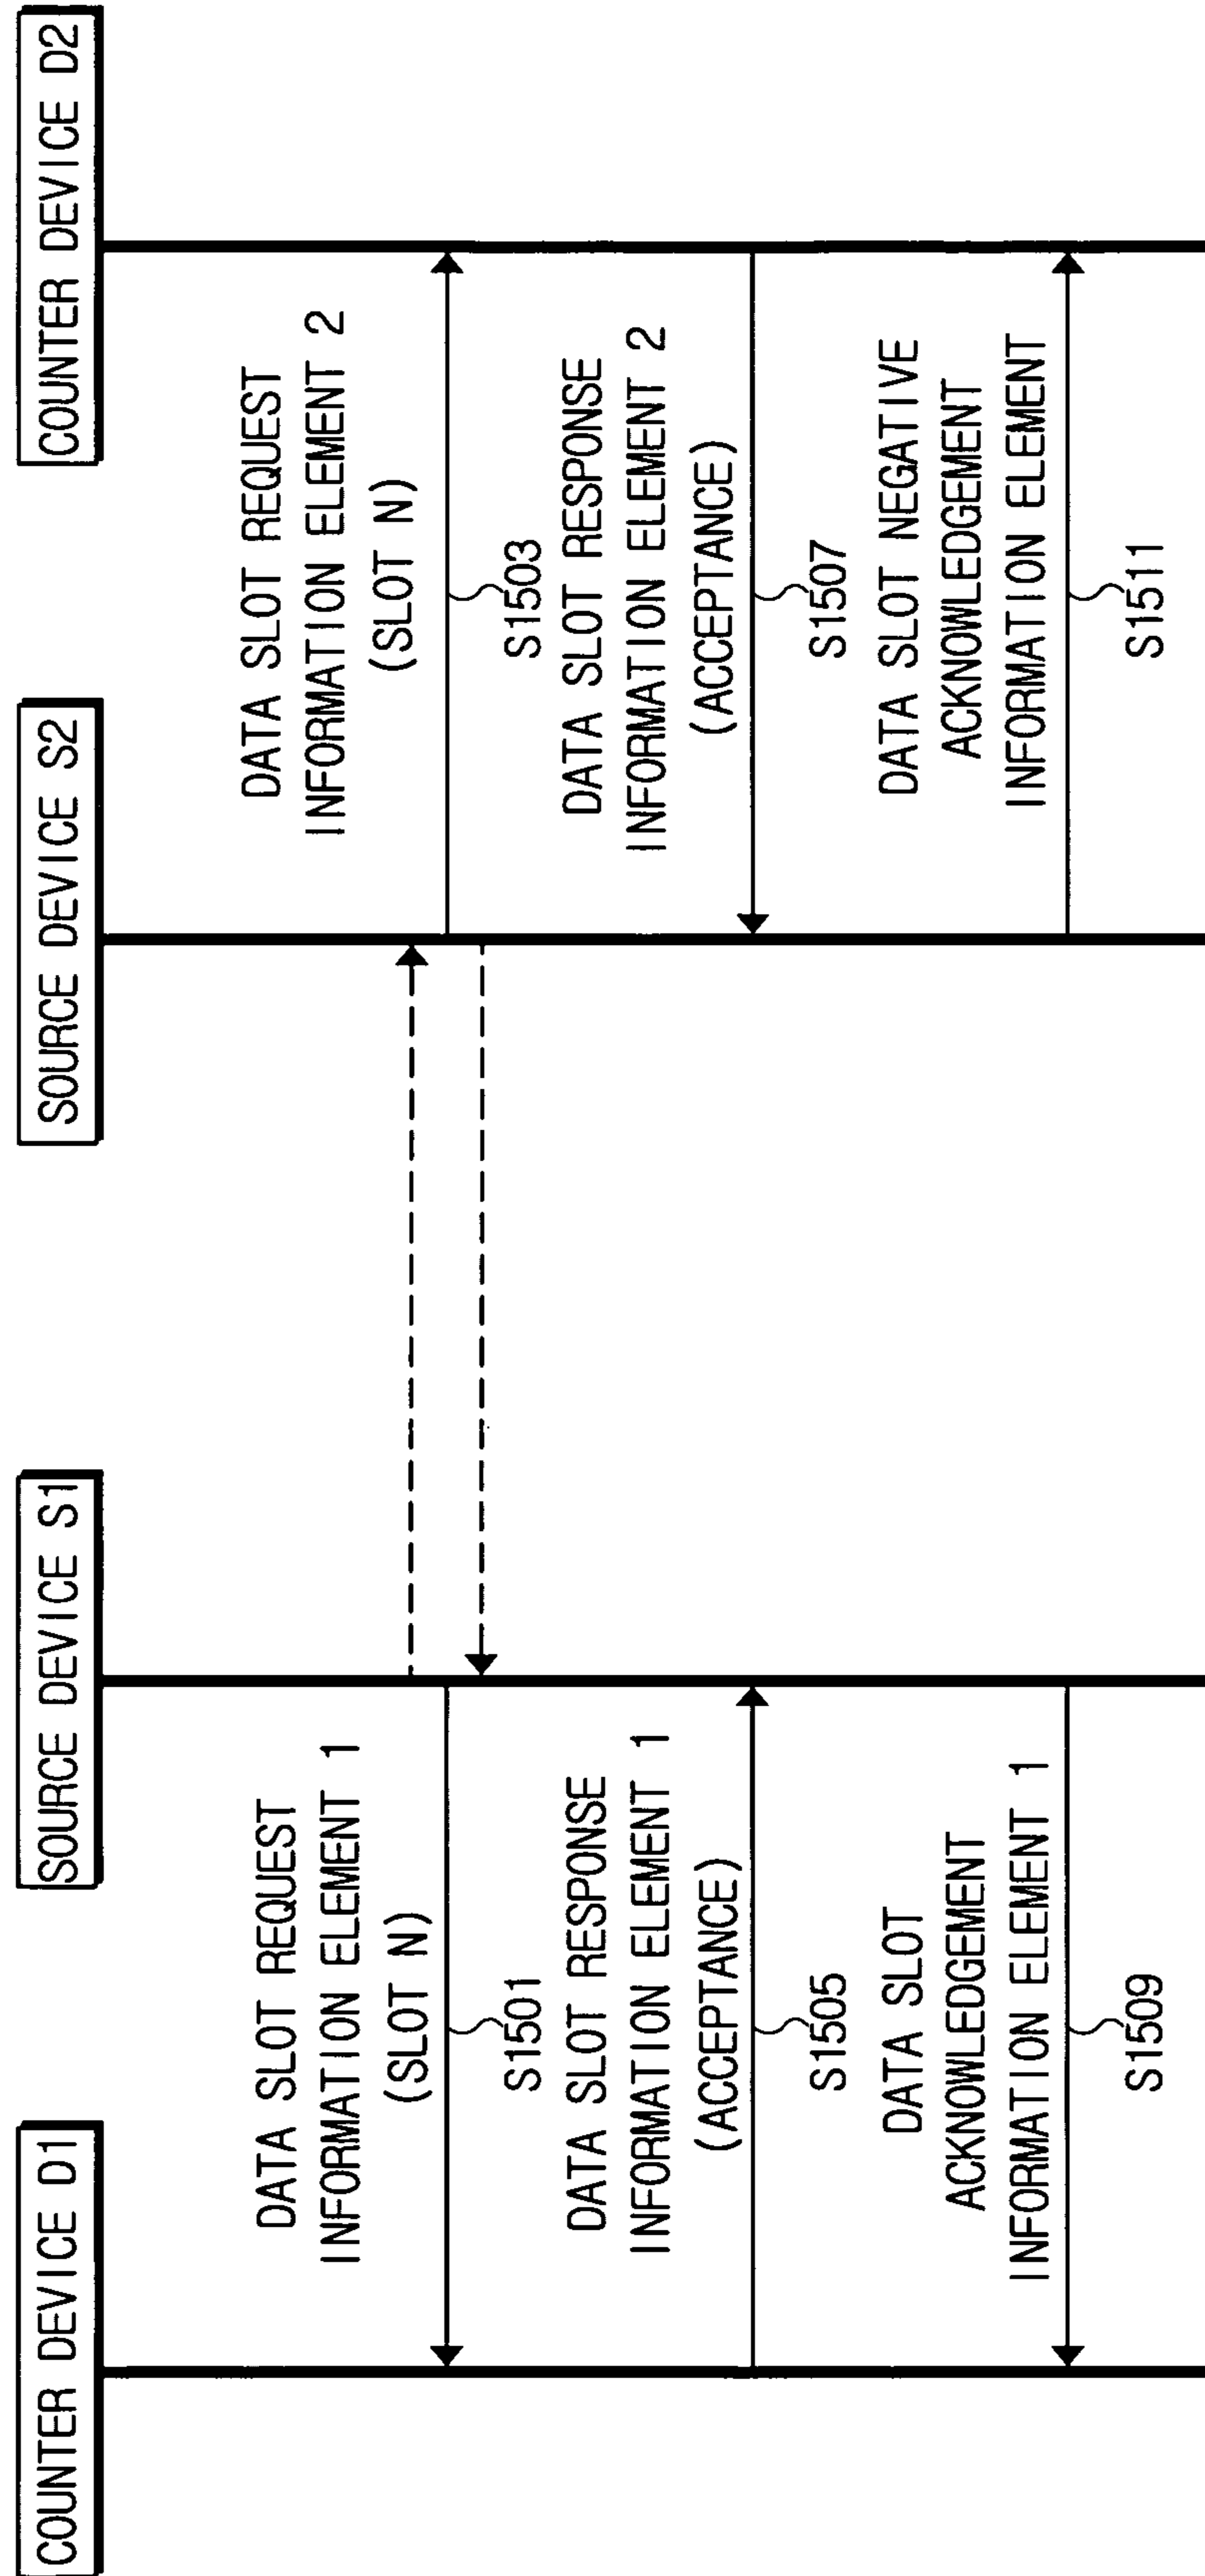 COUNTER DEVICE D1
SOURCE DEVICE S1
SOURCE DEVICE S2
COUNTER DEVICE D2
DATA SLOT REQUEST
INFORMATION ELEMENT 1
(SLOT N)
S1501
DATA SLOT REQUEST
INFORMATION ELEMENT 2
(SLOT N)
S1503
DATA SLOT RESPONSE
INFORMATION ELEMENT 1
(ACCEPTANCE)
S1505
DATA SLOT RESPONSE
INFORMATION ELEMENT 2
(ACCEPTANCE)
S1507
DATA SLOT
ACKNOWLEDGEMENT
INFORMATION ELEMENT 1
S1509
DATA SLOT NEGATIVE
ACKNOWLEDGEMENT
INFORMATION ELEMENT
S1511